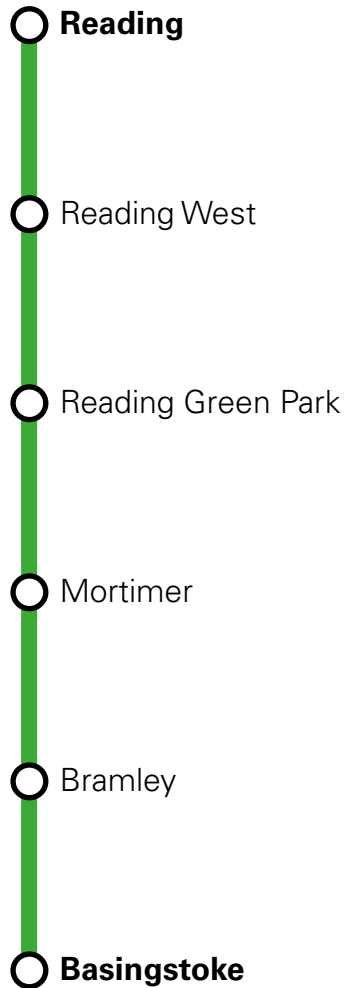 Reading
Reading West
Reading Green Park
Mortimer
Bramley
Basingstoke